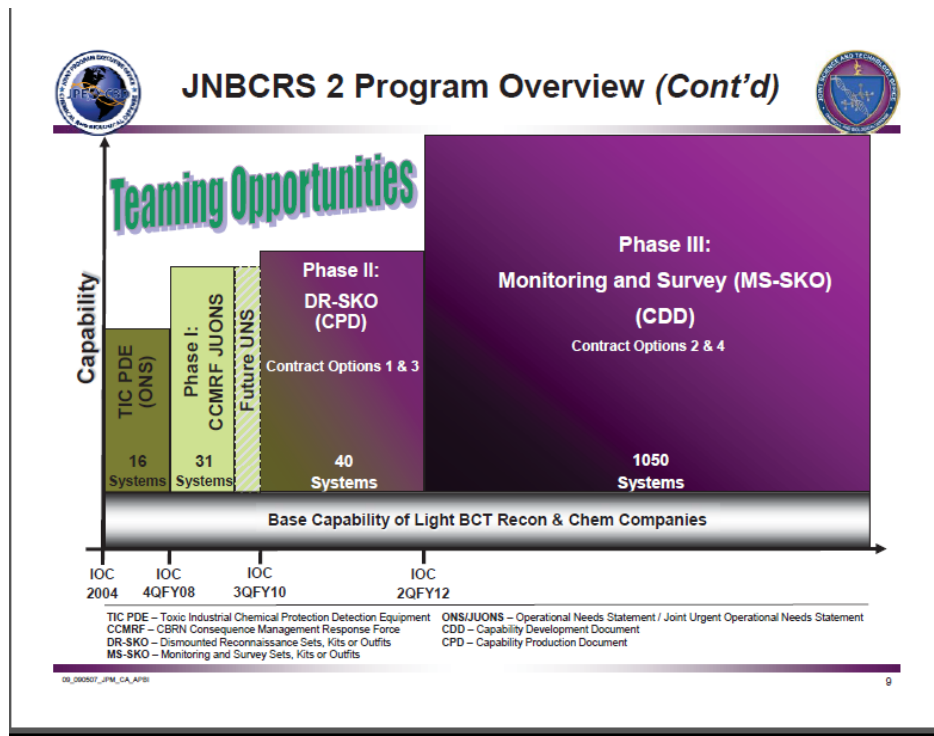 JNBCRS 2 Program Overview (Cont'd)
Teaming Opportunities
Capability
TIC PDE
(ONS)
16
Systems
Phase I:
CCMRF JUONS
31
Systems
Future UNS
Phase II:
DR-SKO
(CPD)
Contract Options 1 & 3
40
Systems
Phase III:
Monitoring and Survey (MS-SKO)
(CDD)
Contract Options 2 & 4
1050
Systems
Base Capability of Light BCT Recon & Chem Companies
IOC
2004
IOC
4QFY08
IOC
3QFY10
IOC
2QFY12
TIC PDE – Toxic Industrial Chemical Protection Detection Equipment
CCMRF – CBRN Consequence Management Response Force
DR-SKO – Dismounted Reconnaissance Sets, Kits or Outfits
MS-SKO – Monitoring and Survey Sets, Kits or Outfits
ONS/JUONS – Operational Needs Statement / Joint Urgent Operational Needs Statement
CDD – Capability Development Document
CPD – Capability Production Document
09_090507_JPM_CA_APBI
9